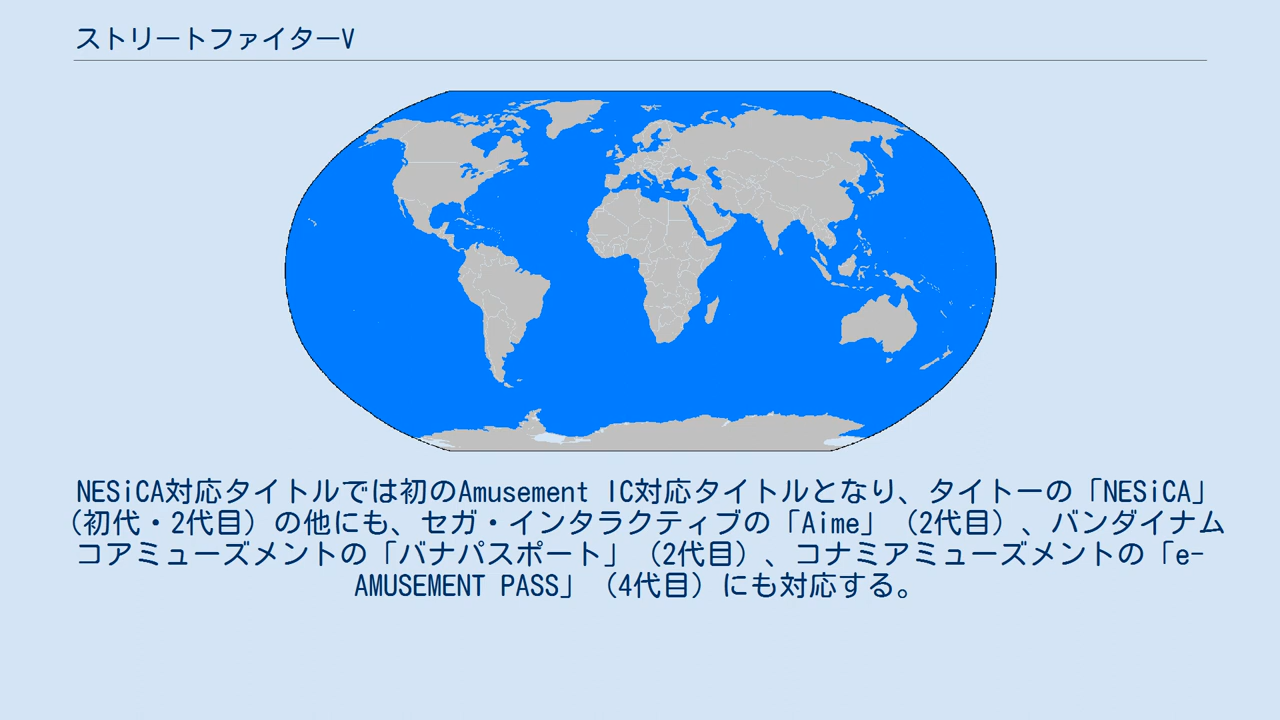 ストリートファイターV
NESiCA対応タイトルでは初のAmusement IC対応タイトルとなり、タイトーの「NESiCA」
（初代・2代目）の他にも、セガ・インタラクティブの「Aime」（2代目）、バンダイナム
コアミューズメントの「バナパスポート」（2代目）、コナミアミューズメントの「e-
AMUSEMENT PASS」（4代目）にも対応する。